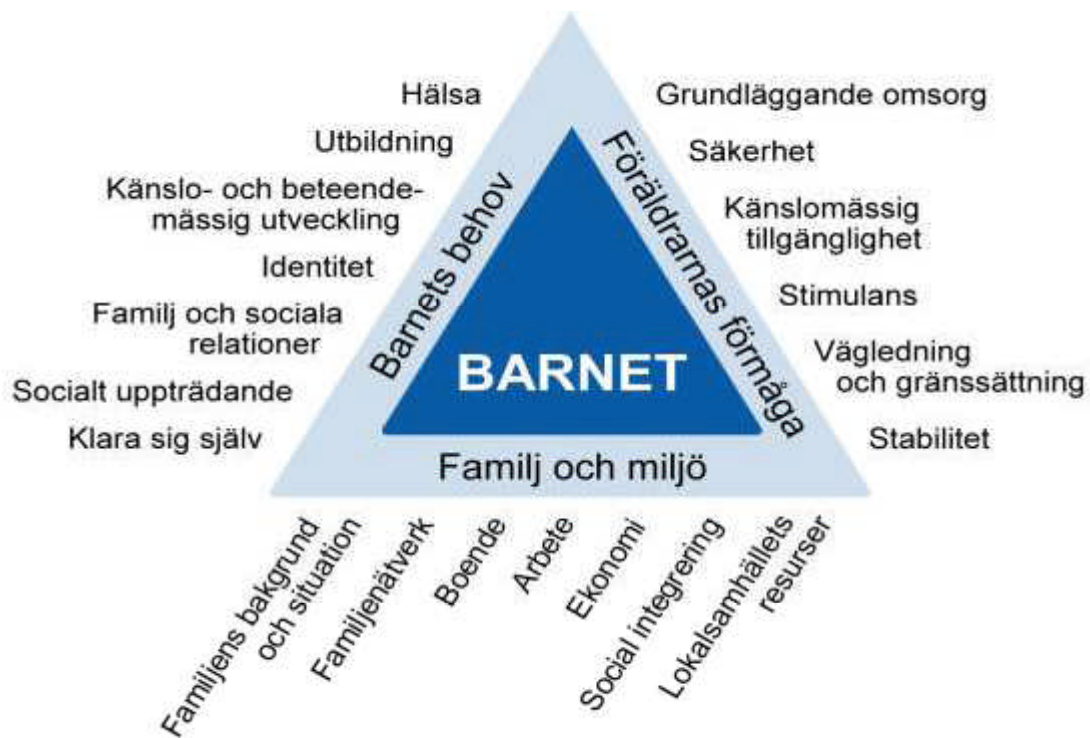 Hälsa
Utbildning
Känslo- och beteende-
mässig utveckling
Identitet
Familj och sociala
relationer
Socialt uppträdande
Klara sig själv
Barnets behov
BARNET
Föräldrarnas förmåga
Grundläggande omsorg
Säkerhet
Känslomässig
tillgänglighet
Stimulans
Vägledning
och gränssättning
Stabilitet
Familj och miljö
Familjens bakgrund
och situation
Familjenätverk
Boende
Arbete
Ekonomi
Social integrering
Lokalsamhällets
resurser